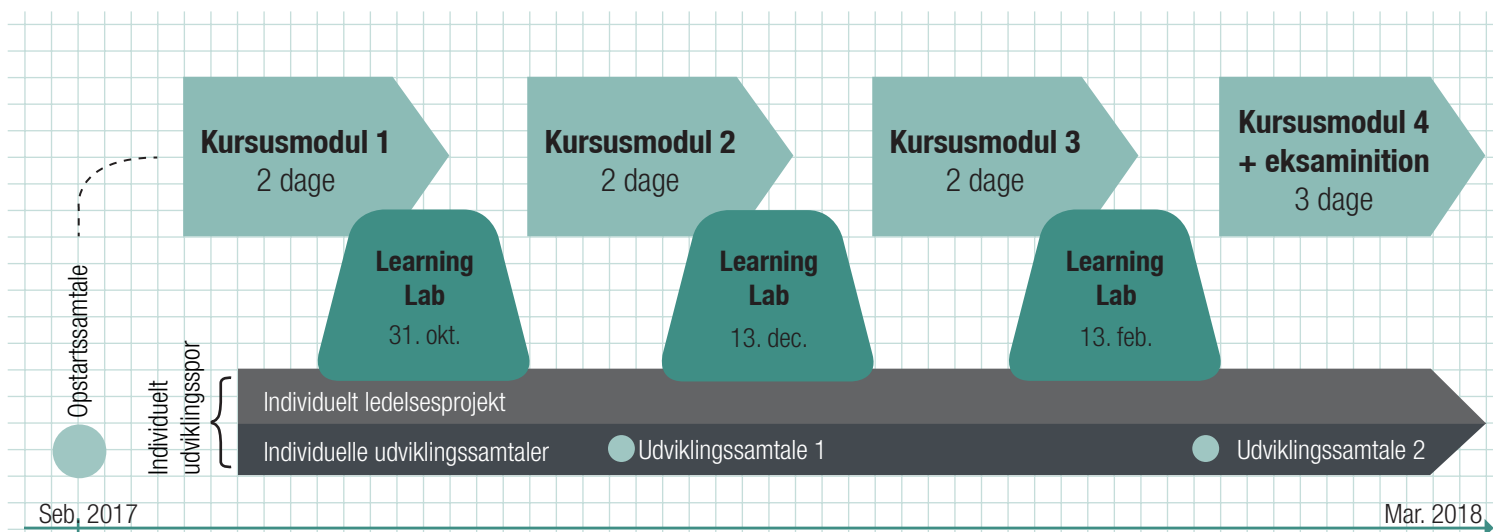 Kursusmodul 1
2 dage
Kursusmodul 2
2 dage
Kursusmodul 3
2 dage
Kursusmodul 4
+ eksaminition
3 dage
Learning
Lab
31. okt.
Learning
Lab
13. dec.
Learning
Lab
13. feb.
Opstartssamtale
Individuelt
udviklingsspor
Individuelt ledelsesprojekt
Individuelle udviklingssamtaler
Udviklingssamtale 1
Udviklingssamtale 2
Seb. 2017
Mar. 2018